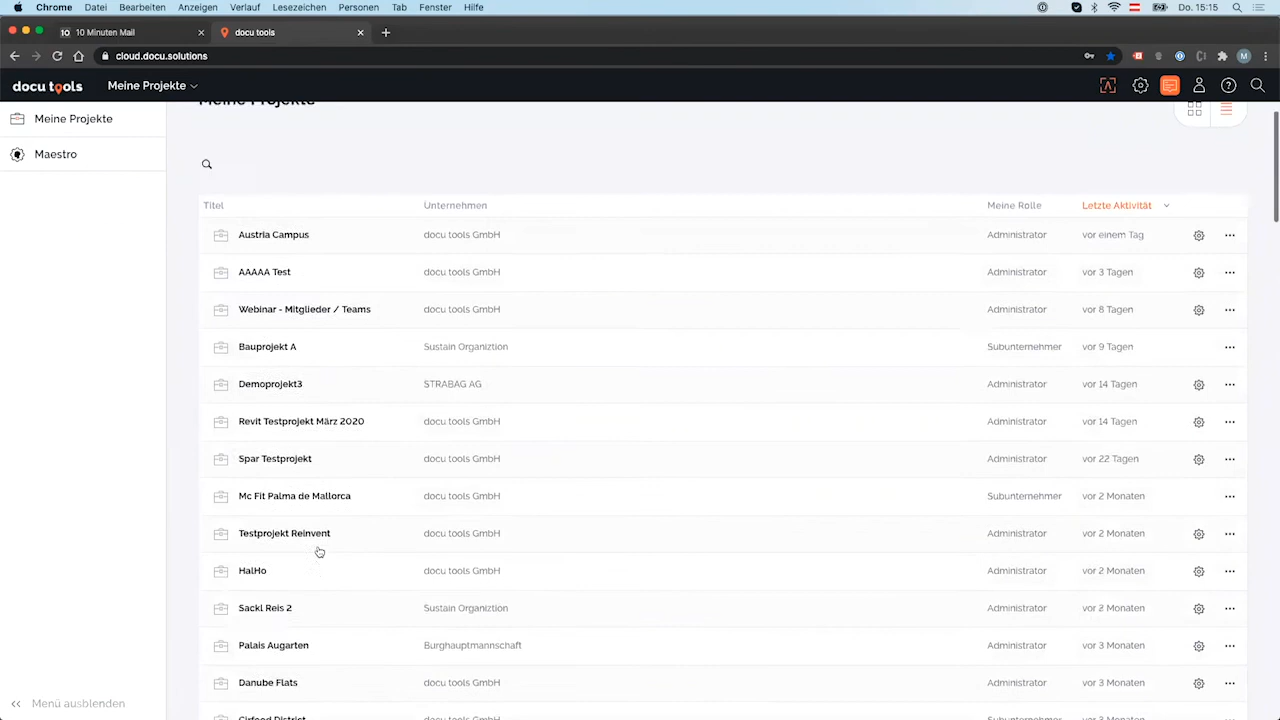 Chrome Datei Bearbeiten Anzeigen Verlauf Lesezeichen Personen Tab Fenster Hilfe Do. 15:15
10 10 Minuten Mail docu tools
cloud.docu.solutions M
docu tools Meine Projekte
Meine Projekte
Meine Projekte
Maestro
Titel Unternehmen Meine Rolle Letzte Aktivität
Austria Campus docu tools GmbH Administrator vor einem Tag
AAAAA Test docu tools GmbH Administrator vor 3 Tagen
Webinar - Mitglieder / Teams docu tools GmbH Administrator vor 8 Tagen
Bauprojekt A Sustain Organiztion Subunternehmer vor 9 Tagen
Demoprojekt3 STRABAG AG Administrator vor 14 Tagen
Revit Testprojekt März 2020 docu tools GmbH Administrator vor 14 Tagen
Spar Testprojekt docu tools GmbH Administrator vor 22 Tagen
Mc Fit Palma de Mallorca docu tools GmbH Subunternehmer vor 2 Monaten
Testprojekt Reinvent docu tools GmbH Administrator vor 2 Monaten
HalHo docu tools GmbH Administrator vor 2 Monaten
Sackl Reis 2 Sustain Organiztion Administrator vor 2 Monaten
Palais Augarten Burghauptmannschaft Administrator vor 3 Monaten
Danube Flats docu tools GmbH Administrator vor 3 Monaten
docu tools GmbH Subunternehmer vor 3 Monaten
Menü ausblenden